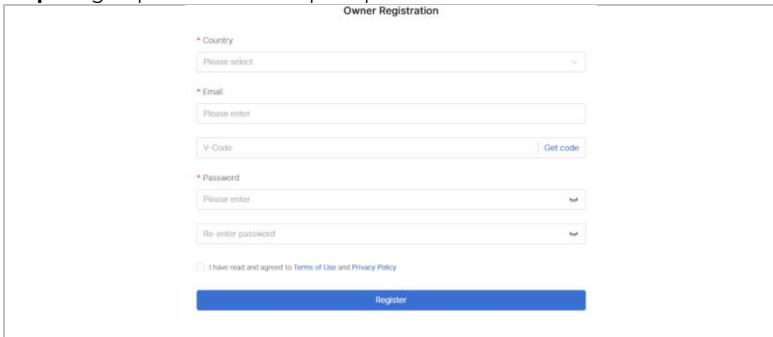 Owner Registration
* Country
Please select
* Email
Please enter
V-Code Get code
* Password
Please enter
Re-enter password
I have read and agreed to Terms of Use and Privacy Policy
Register